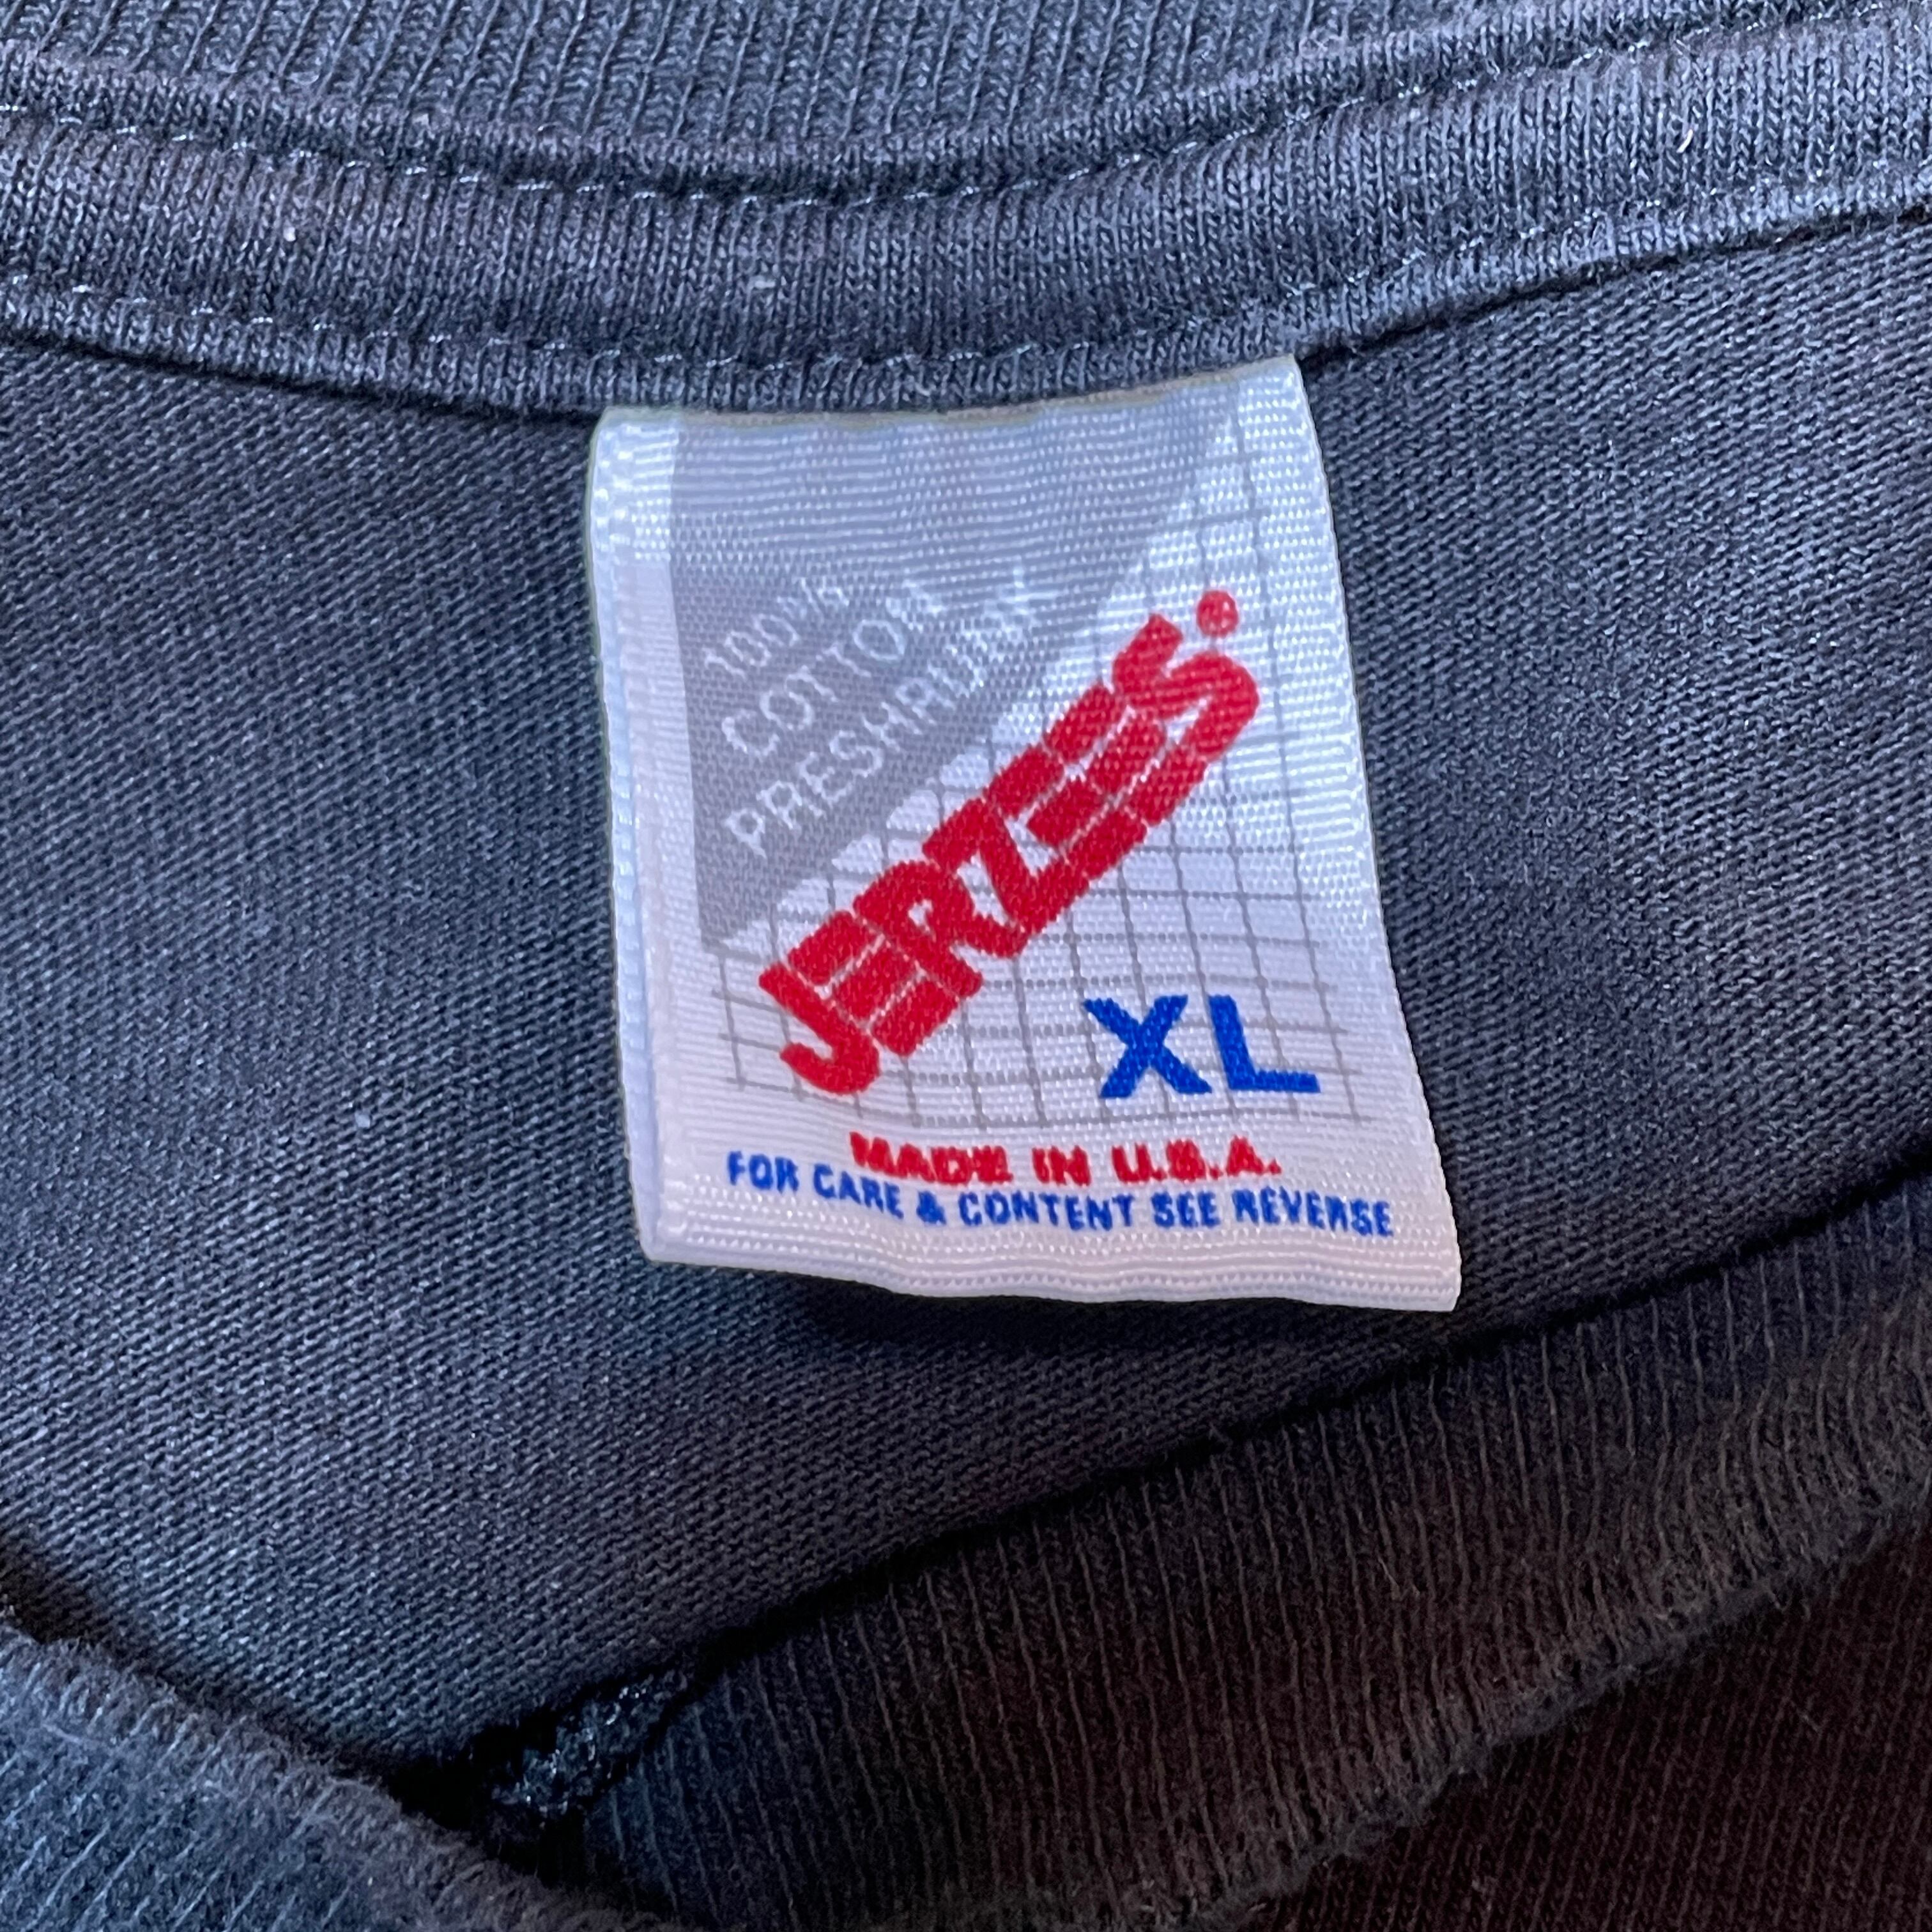 100%
COTTON
PRESHRUNK
JERZEES.
XL
MADE IN U.S.A.
FOR CARE & CONTENT SEE REVERSE